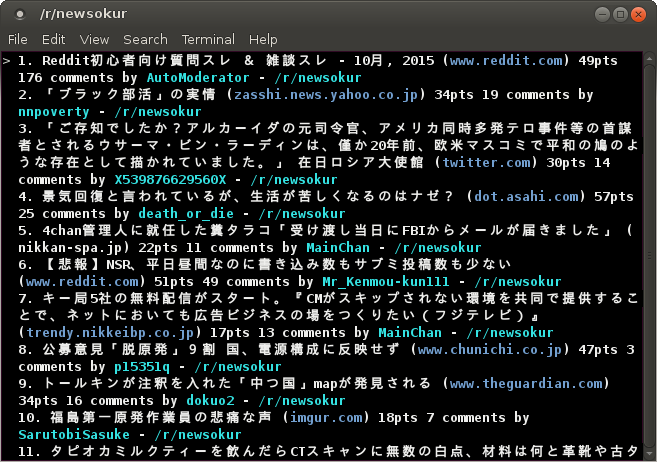 /r/newsokur
File Edit View Search Terminal Help
> 1. Reddit初心者向け質問スレ & 雑談スレ - 10月, 2015 (www.reddit.com) 49pts
176 comments by AutoModerator - /r/newsokur
2. 「ブラック部活」の実情 (zasshi.news.yahoo.co.jp) 34pts 19 comments by
nnpoverty - /r/newsokur
3. 「ご存知でしたか？アルカーイダの元司令官、アメリカ同時多発テロ事件等の首謀
者とされるウサーマ・ビン・ラーディンは、僅か20年前、欧米マスコミで平和の鳩のよ
うな存在として描かれていました。」 在日ロシア大使館 (twitter.com) 30pts 14
comments by X539876629560X - /r/newsokur
4. 景気回復と言われているが、生活が苦しくなるのはナゼ？ (dot.asahi.com) 57pts
25 comments by death_or_die - /r/newsokur
5. 4chan管理人に就任した糞タラコ「受け渡し当日にFBIからメールが届きました」 (
nikkan-spa.jp) 22pts 11 comments by MainChan - /r/newsokur
6. 【悲報】NSR、平日昼間なのに書き込み数もサブミ投稿数も少ない
(www.reddit.com) 51pts 49 comments by Mr_Kenmou-kun111 - /r/newsokur
7. キー局5社の無料配信がスタート。『CMがスキップされない環境を共同で提供するこ
とで、ネットにおいても広告ビジネスの場をつくりたい（フジテレビ）』
(trendy.nikkeibp.co.jp) 17pts 13 comments by MainChan - /r/newsokur
8. 公募意見「脱原発」９割 国、電源構成に反映せず (www.chunichi.co.jp) 47pts 3
comments by p15351q - /r/newsokur
9. トールキンが注釈を入れた「中つ国」mapが発見される (www.theguardian.com)
34pts 16 comments by dokuo2 - /r/newsokur
10. 福島第一原発作業員の悲痛な声 (imgur.com) 18pts 7 comments by
SarutobiSasuke - /r/newsokur
11. タピオカミルクティーを飲んだらCTスキャンに無数の白点、材料は何と革靴や古タ